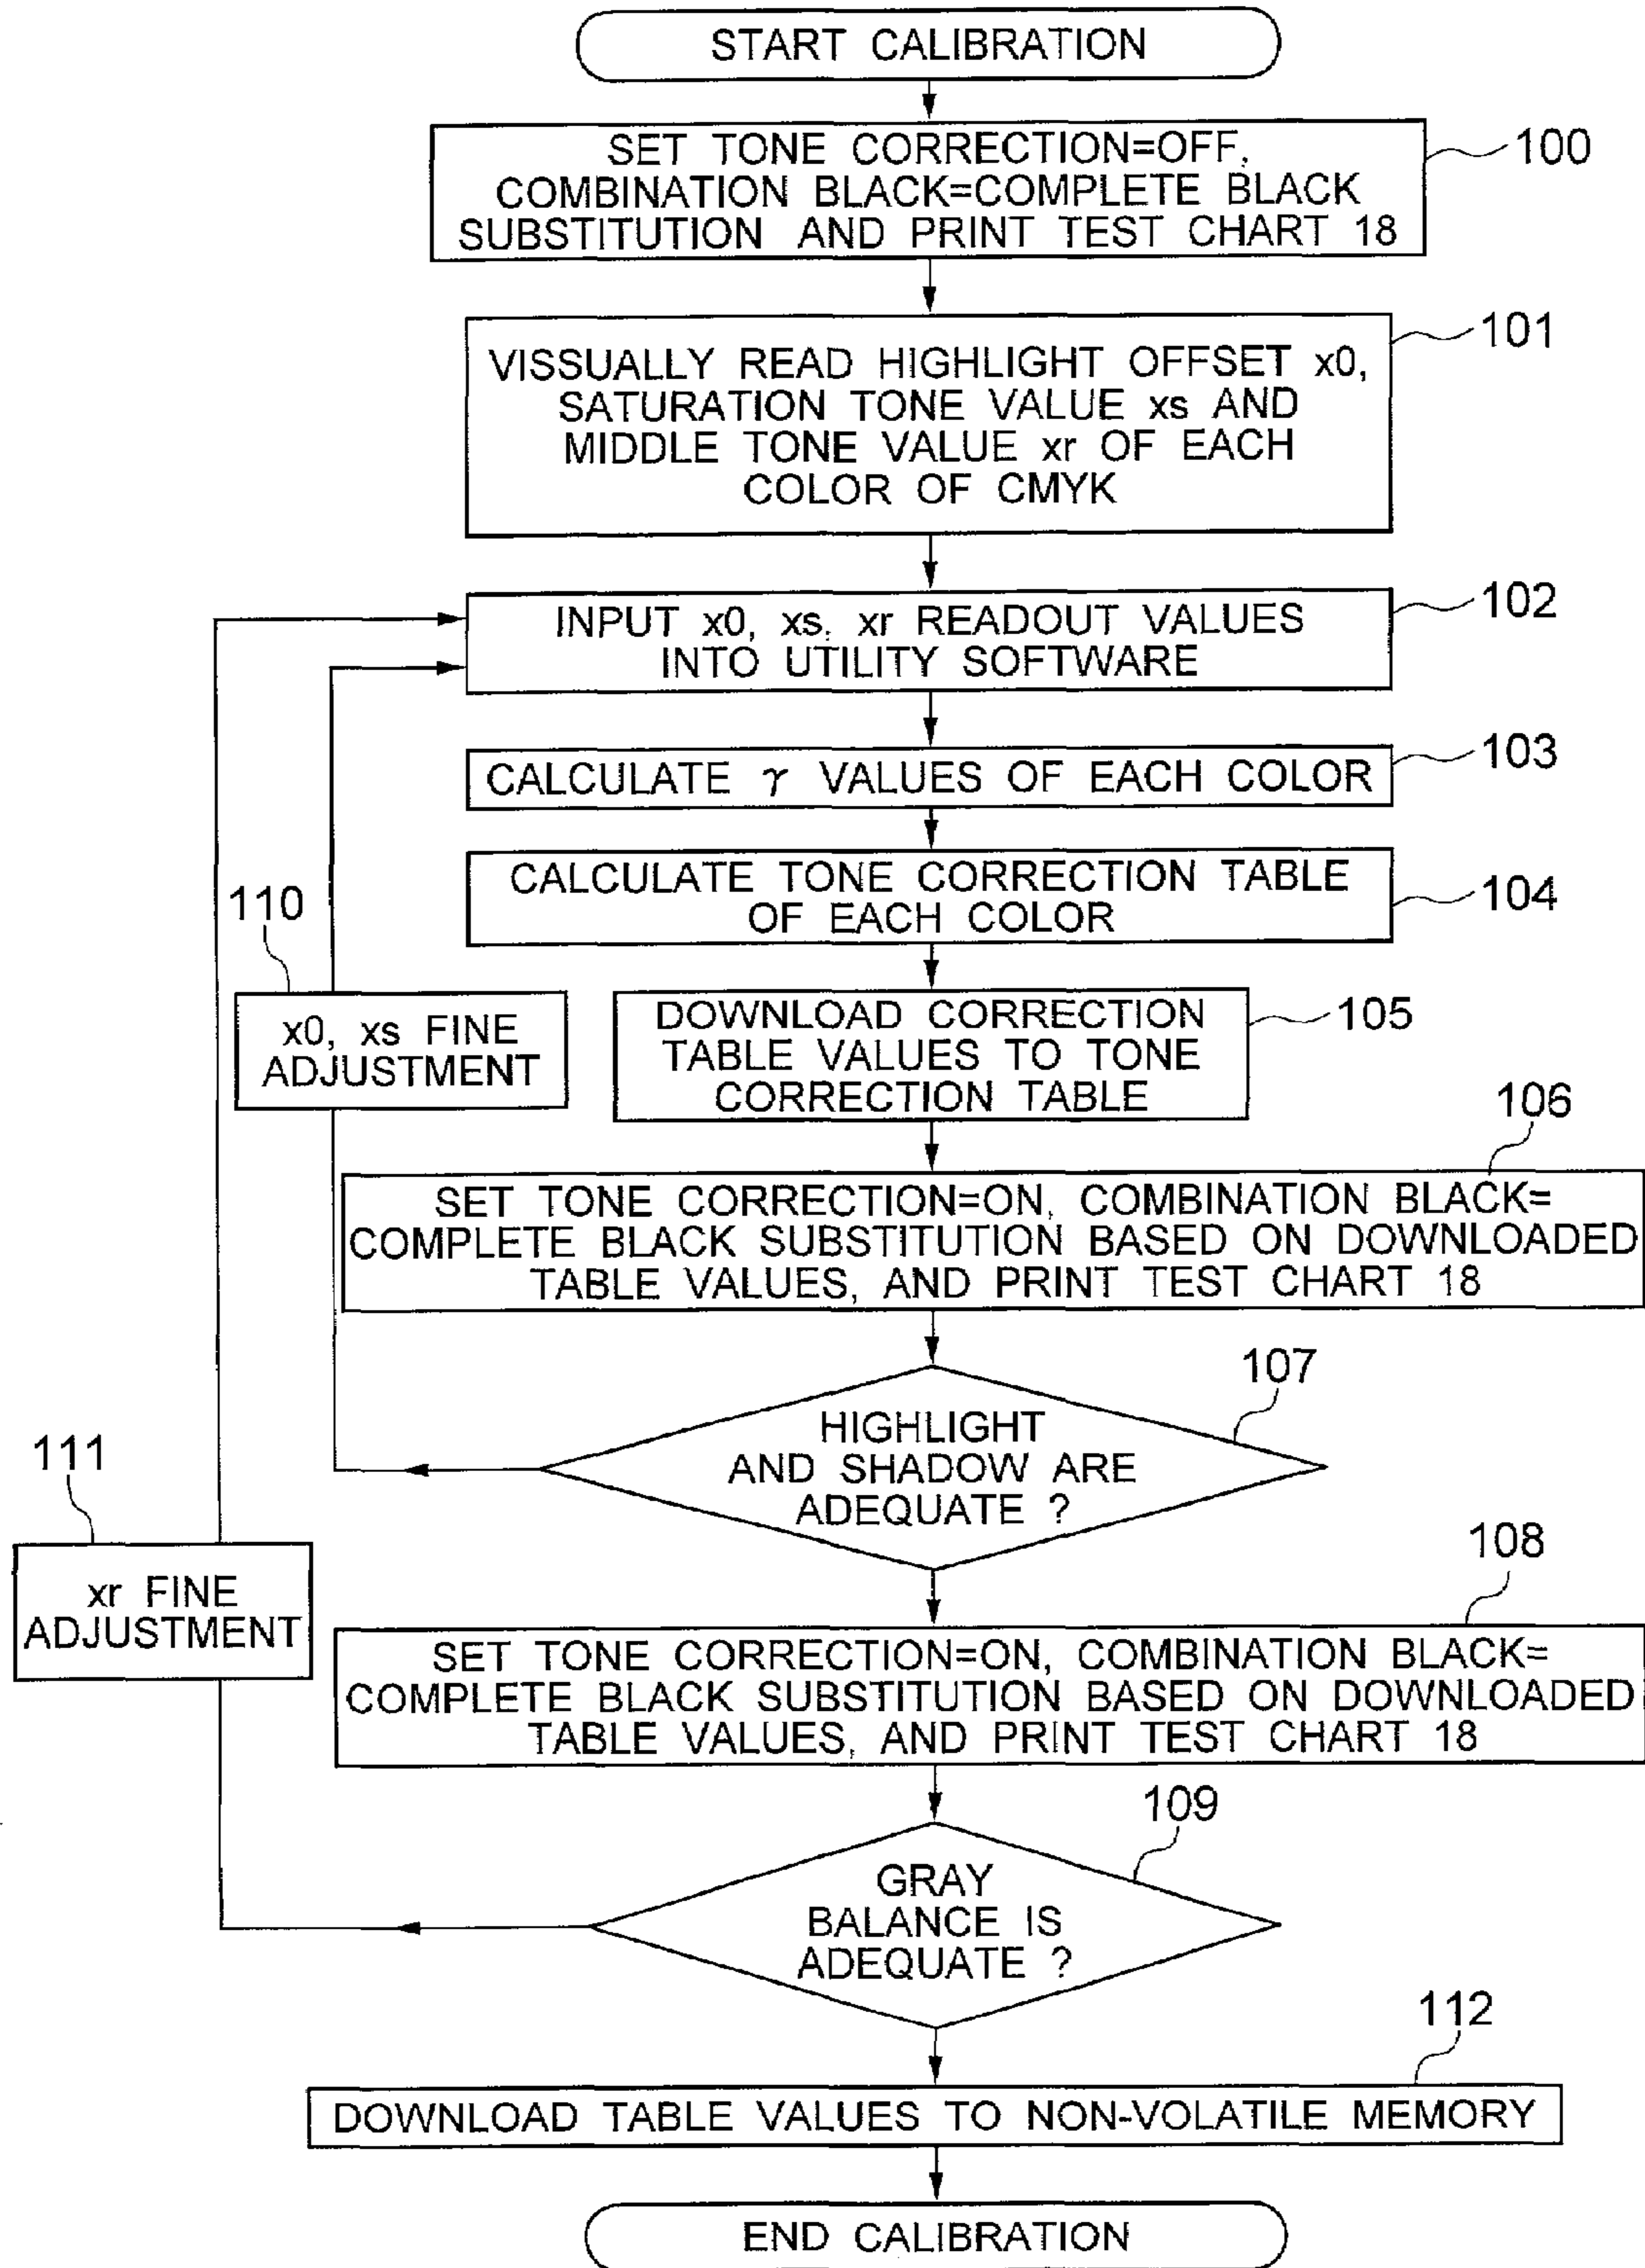 START CALIBRATION
SET TONE CORRECTION=OFF,
COMBINATION BLACK=COMPLETE BLACK
SUBSTITUTION AND PRINT TEST CHART 18
100
VISSUALLY READ HIGHLIGHT OFFSET x0,
SATURATION TONE VALUE xs AND
MIDDLE TONE VALUE xr OF EACH
COLOR OF CMYK
101
INPUT x0, xs, xr READOUT VALUES
INTO UTILITY SOFTWARE
102
CALCULATE γ VALUES OF EACH COLOR
103
CALCULATE TONE CORRECTION TABLE
OF EACH COLOR
104
110
x0, xs FINE
ADJUSTMENT
DOWNLOAD CORRECTION
TABLE VALUES TO TONE
CORRECTION TABLE
105
106
SET TONE CORRECTION=ON, COMBINATION BLACK=
COMPLETE BLACK SUBSTITUTION BASED ON DOWNLOADED
TABLE VALUES, AND PRINT TEST CHART 18
107
HIGHLIGHT
AND SHADOW ARE
ADEQUATE ?
111
xr FINE
ADJUSTMENT
108
SET TONE CORRECTION=ON, COMBINATION BLACK=
COMPLETE BLACK SUBSTITUTION BASED ON DOWNLOADED
TABLE VALUES, AND PRINT TEST CHART 18
109
GRAY
BALANCE IS
ADEQUATE ?
112
DOWNLOAD TABLE VALUES TO NON-VOLATILE MEMORY
END CALIBRATION